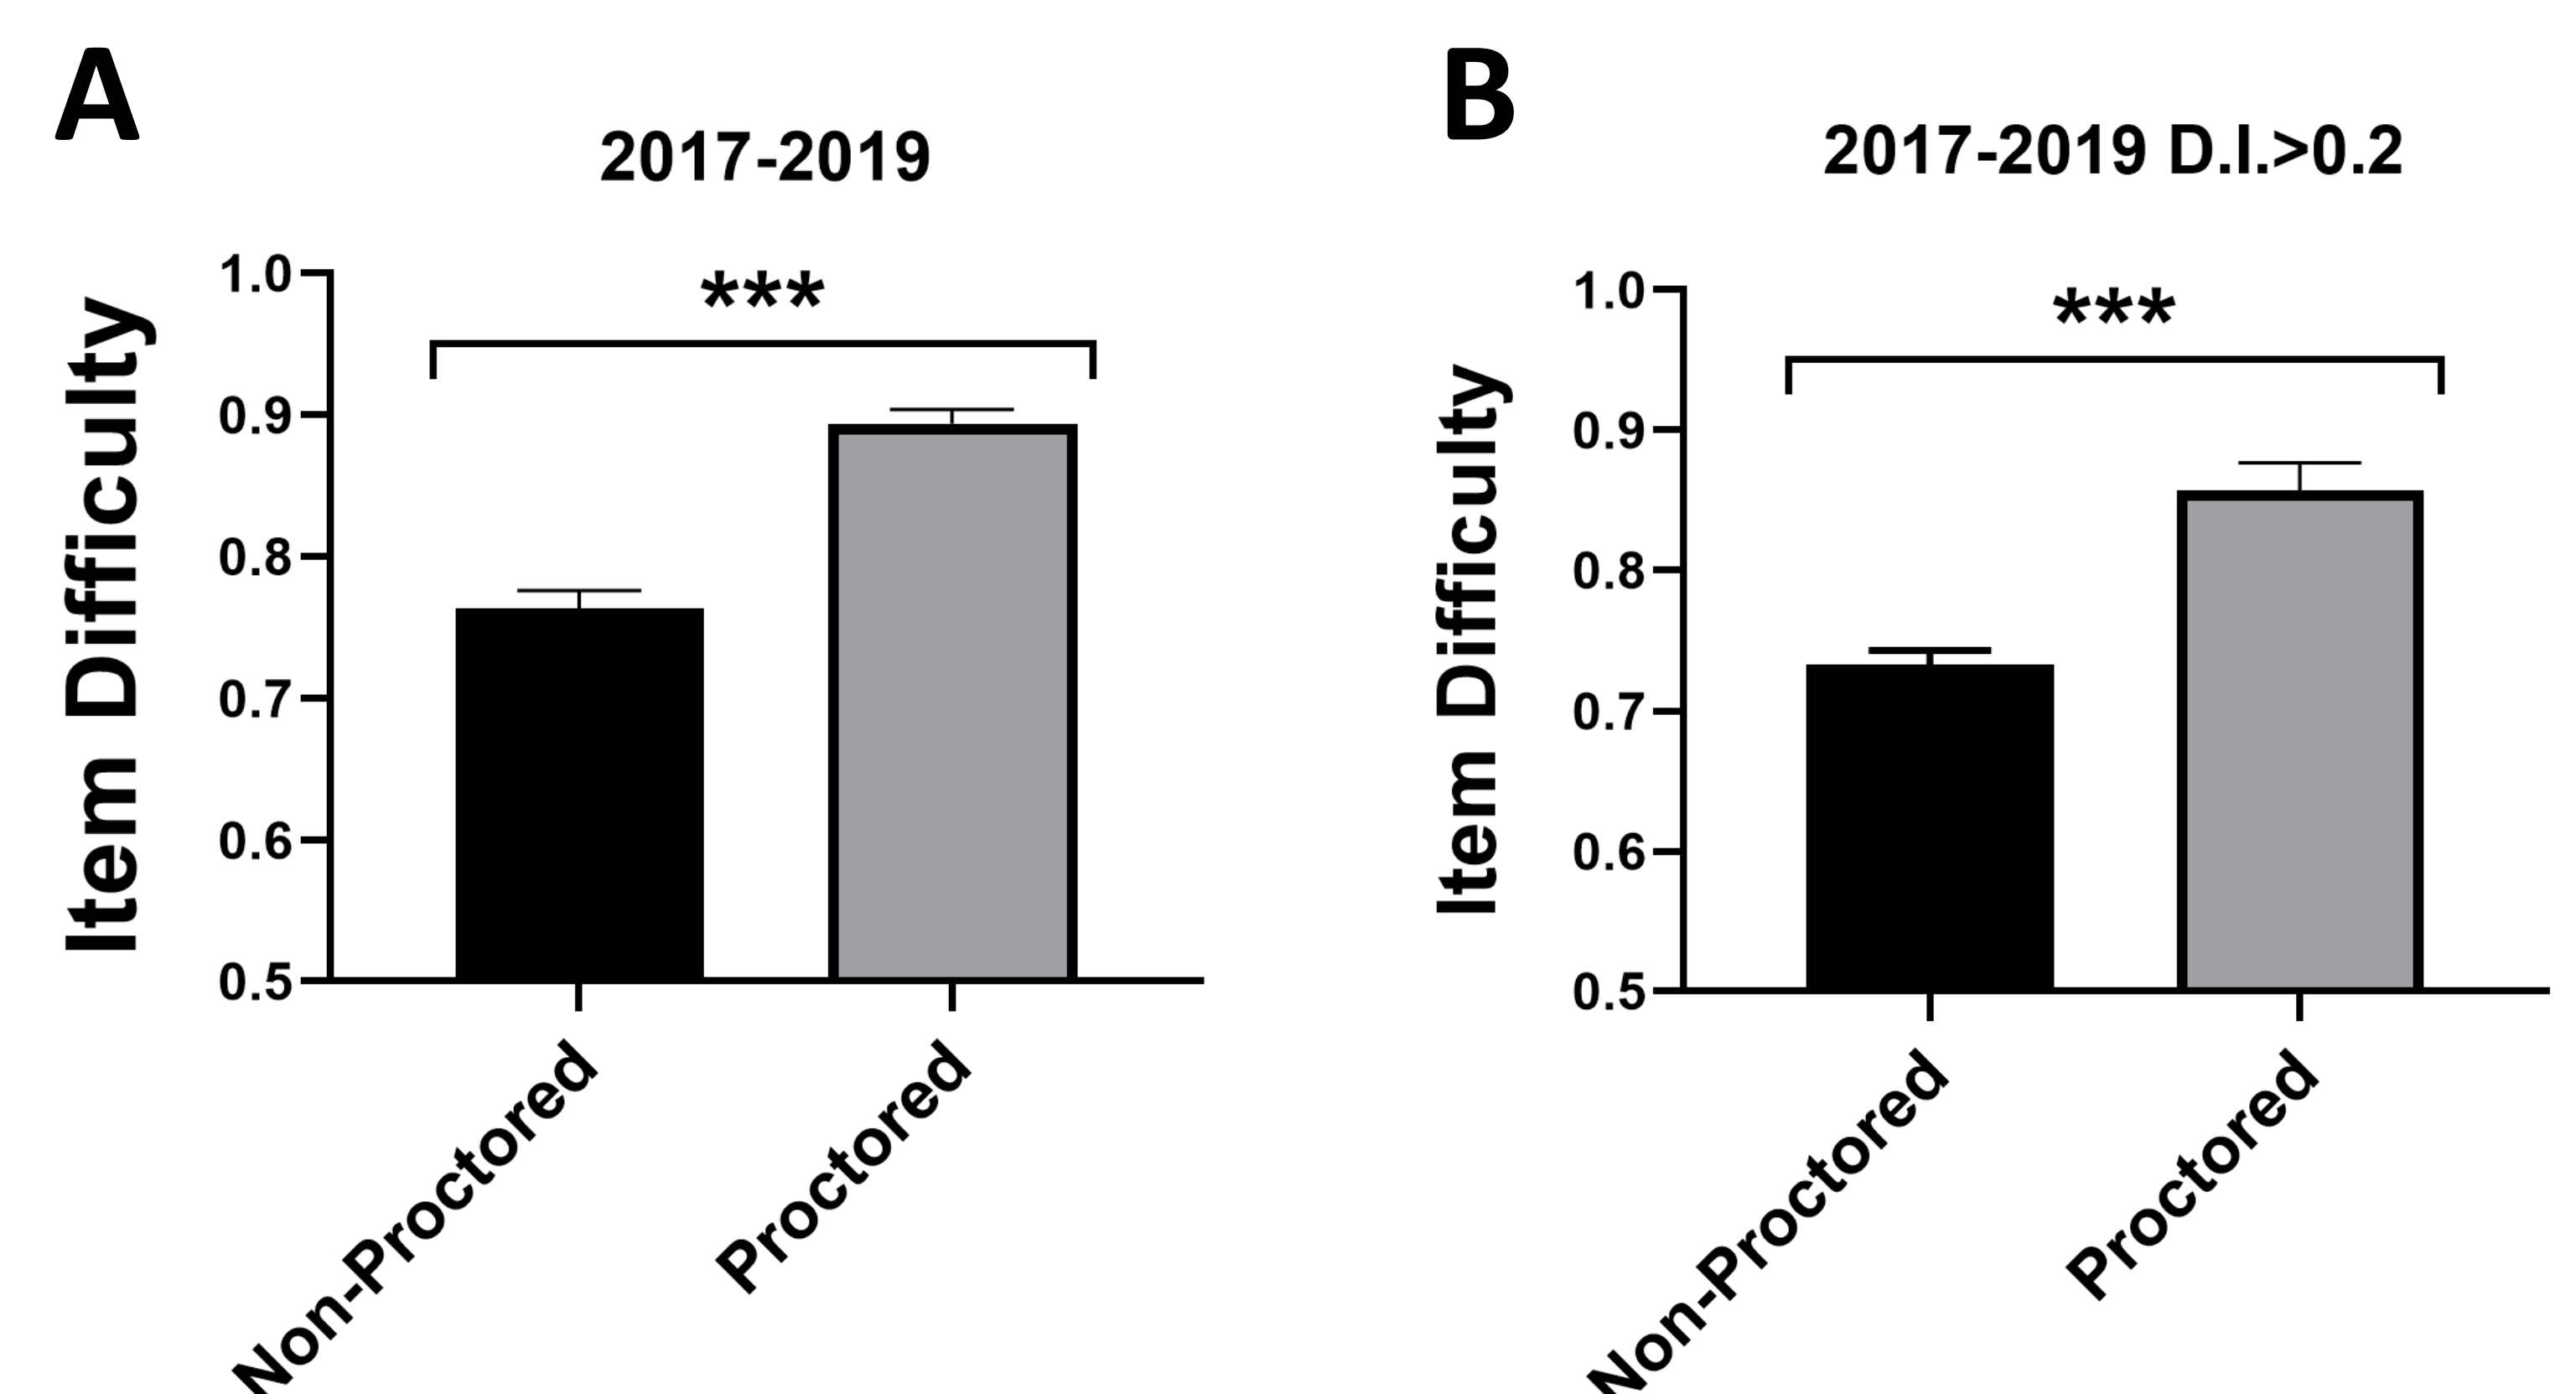 A
2017-2019
***
Item Difficulty
1.0
0.9
0.8
0.7
0.6
0.5
Non-Proctored
Proctored
B
2017-2019 D.I.>0.2
***
Item Difficulty
1.0
0.9
0.8
0.7
0.6
0.5
Non-Proctored
Proctored